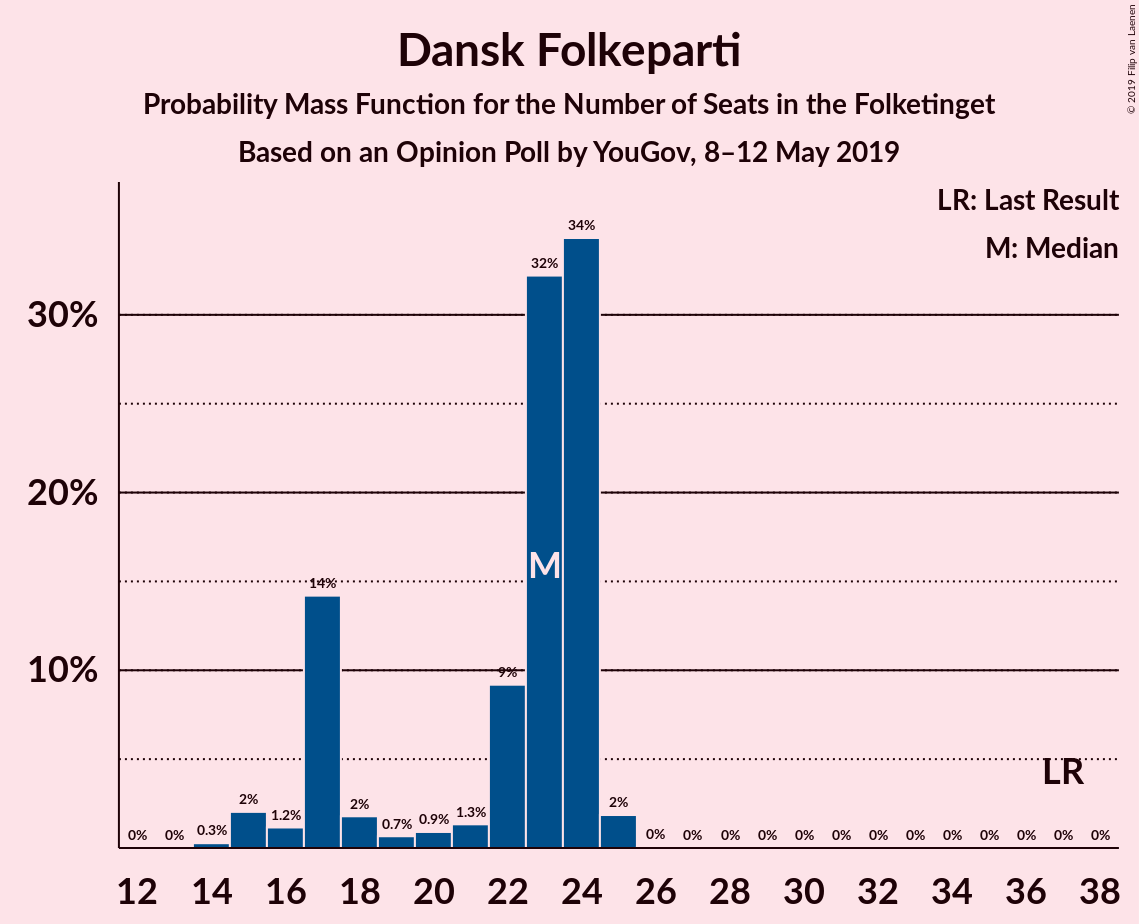 Dansk Folkeparti
Probability Mass Function for the Number of Seats in the Folketinget
Based on an Opinion Poll by YouGov, 8–12 May 2019
© 2019 Filip van Laenen
LR: Last Result
M: Median
34%
32%
30%
20%
M
14%
10%
9%
LR
2%
1.2%
2%
0.7%
0.9%
1.3%
2%
0% 0% 0.3% 0% 0% 0% 0% 0% 0% 0% 0% 0% 0% 0% 0% 0%
12 14 16 18 20 22 24 26 28 30 32 34 36 38